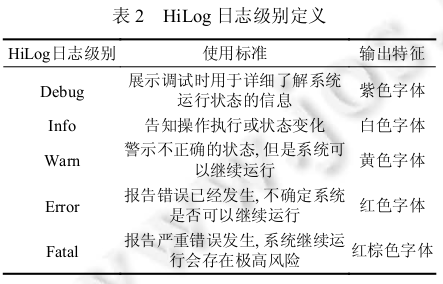 表 2 HiLog 日志级别定义
HiLog日志级别 使用标准 输出特征
Debug 展示调试时用于详细了解系统运行状态的信息 紫色字体
Info 告知操作执行或状态变化 白色字体
Warn 警示不正确的状态, 但是系统可以继续运行 黄色字体
Error 报告错误已经发生, 不确定系统是否可以继续运行 红色字体
Fatal 报告严重错误发生, 系统继续运行会存在极高风险 红棕色字体